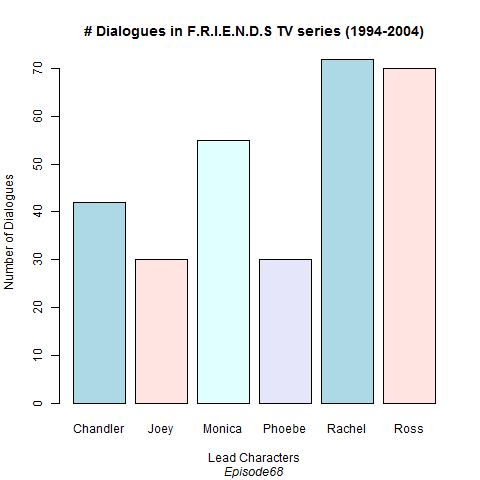 # Dialogues in F.R.I.E.N.D.S TV series (1994-2004)
Number of Dialogues
70
60
50
40
30
20
10
0
Chandler Joey Monica Phoebe Rachel Ross
Lead Characters
Episode68